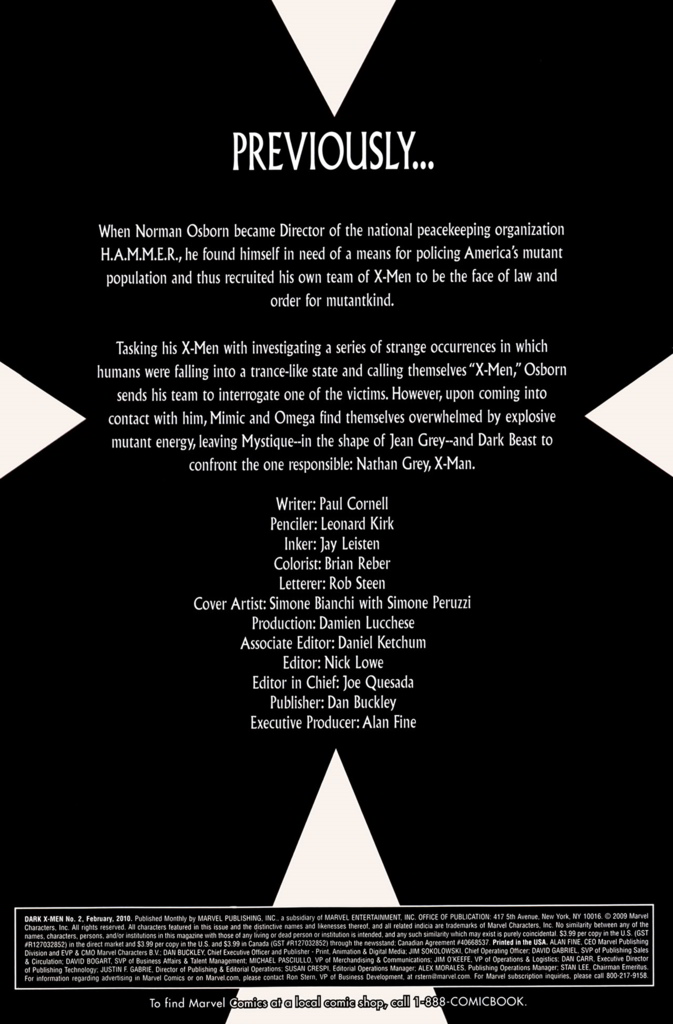 PREVIOUSLY...
When Norman Osborn became Director of the national peacekeeping organization
H.A.M.M.E.R., he found himself in need of a means for policing America's mutant
population and thus recruited his own team of X-Men to be the face of law and
order for mutantkind.
Tasking his X-Men with investigating a series of strange occurrences in which
humans were falling into a trance-like state and calling themselves "X-Men," Osborn
sends his team to interrogate one of the victims. However, upon coming into
contact with him, Mimic and Omega find themselves overwhelmed by explosive
mutant energy, leaving Mystique--in the shape of Jean Grey--and Dark Beast to
confront the one responsible: Nathan Grey, X-Man.
Writer: Paul Cornell
Penciler: Leonard Kirk
Inker: Jay Leisten
Colorist: Brian Reber
Letterer: Rob Steen
Cover Artist: Simone Bianchi with Simone Peruzzi
Production: Damien Lucchese
Associate Editor: Daniel Ketchum
Editor: Nick Lowe
Editor in Chief: Joe Quesada
Publisher: Dan Buckley
Executive Producer: Alan Fine
DARK X-MEN No. 2, February, 2010. Published Monthly by MARVEL PUBLISHING, INC., a subsidiary of MARVEL ENTERTAINMENT, INC. OFFICE OF PUBLICATION: 417 5th Avenue, New York, NY 10016. © 2009 Marvel
Characters, Inc. All rights reserved. All characters featured in this issue and the distinctive names and likenesses thereof, and all related indicia are trademarks of Marvel Characters, Inc. No similarity between any of the
names, characters, persons, and/or institutions in this magazine with those of any living or dead person or institution is intended, and any such similarity which may exist is purely coincidental. $3.99 per copy in the U.S. (GST
#R127032852) in the direct market and $3.99 per copy in the U.S. and $3.99 in Canada (GST #R127032852) through the newsstand: Canadian Agreement #40668537. Printed in the USA. ALAN FINE, CEO Marvel Publishing
Division and EVP & CMO Marvel Characters B.V.; DAN BUCKLEY, Chief Executive Officer and Publisher - Print, Animation & Digital Media; JIM SOKOLOWSKI, Chief Operating Officer; DAVID GABRIEL, SVP of Publishing Sales
& Circulation; DAVID BOGART, SVP of Business Affairs & Talent Management; MICHAEL PASCIULLO, VP of Merchandising & Communications; JIM O'KEEFE, VP of Operations & Logistics; DAN CARR, Executive Director
of Publishing Technology; JUSTIN F. GABRIE, Director of Publishing & Editorial Operations; SUSAN CRESPI, Editorial Operations Manager; ALEX MORALES, Publishing Operations Manager; STAN LEE, Chairman Emeritus.
For information regarding advertising in Marvel Comics or on Marvel.com, please contact Ron Stern, VP of Business Development, at rstern@marvel.com. For Marvel subscription inquiries, please call 800-217-9158.
To find Marvel Comics at a local comic shop, call 1-888-COMICBOOK.